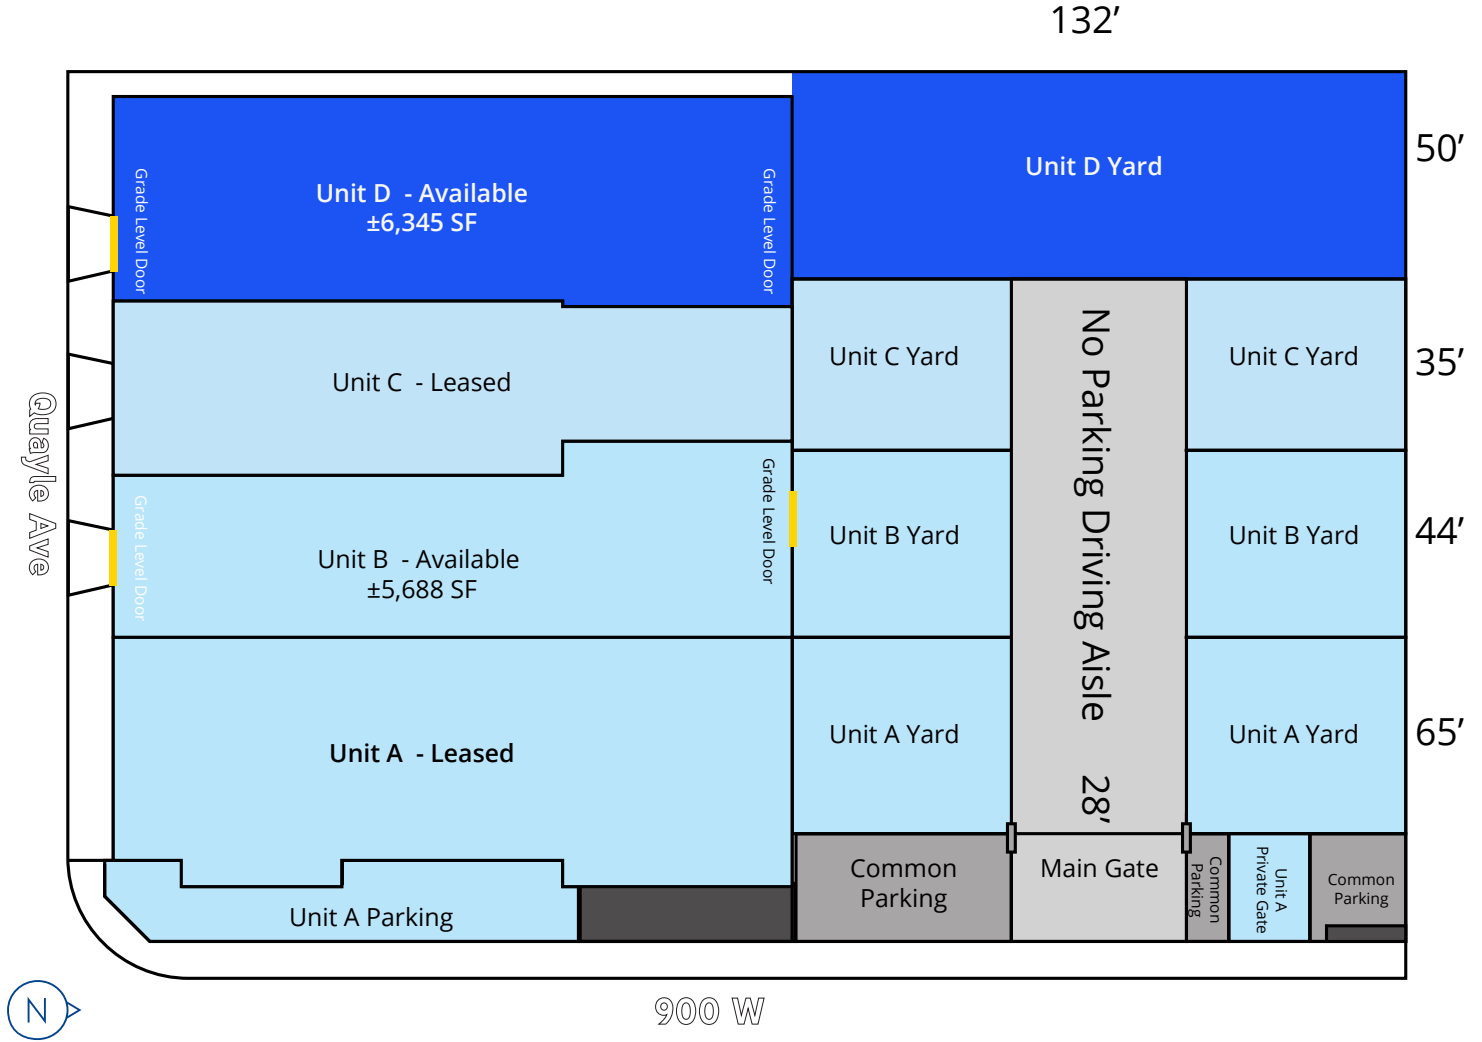 132’
Unit D - Available
±6,345 SF
Grade Level Door
Grade Level Door
Unit D Yard
50’
Unit C - Leased
Unit C Yard
Unit C Yard
35’
No Parking Driving Aisle 28’
Quayle Ave
Unit B - Available
±5,688 SF
Grade Level Door
Grade Level Door
Unit B Yard
Unit B Yard
44’
Unit A - Leased
Unit A Yard
Unit A Yard
65’
Unit A Parking
Common
Parking
Main Gate
Common
Parking
Unit A
Private Gate
Common
Parking
N
900 W